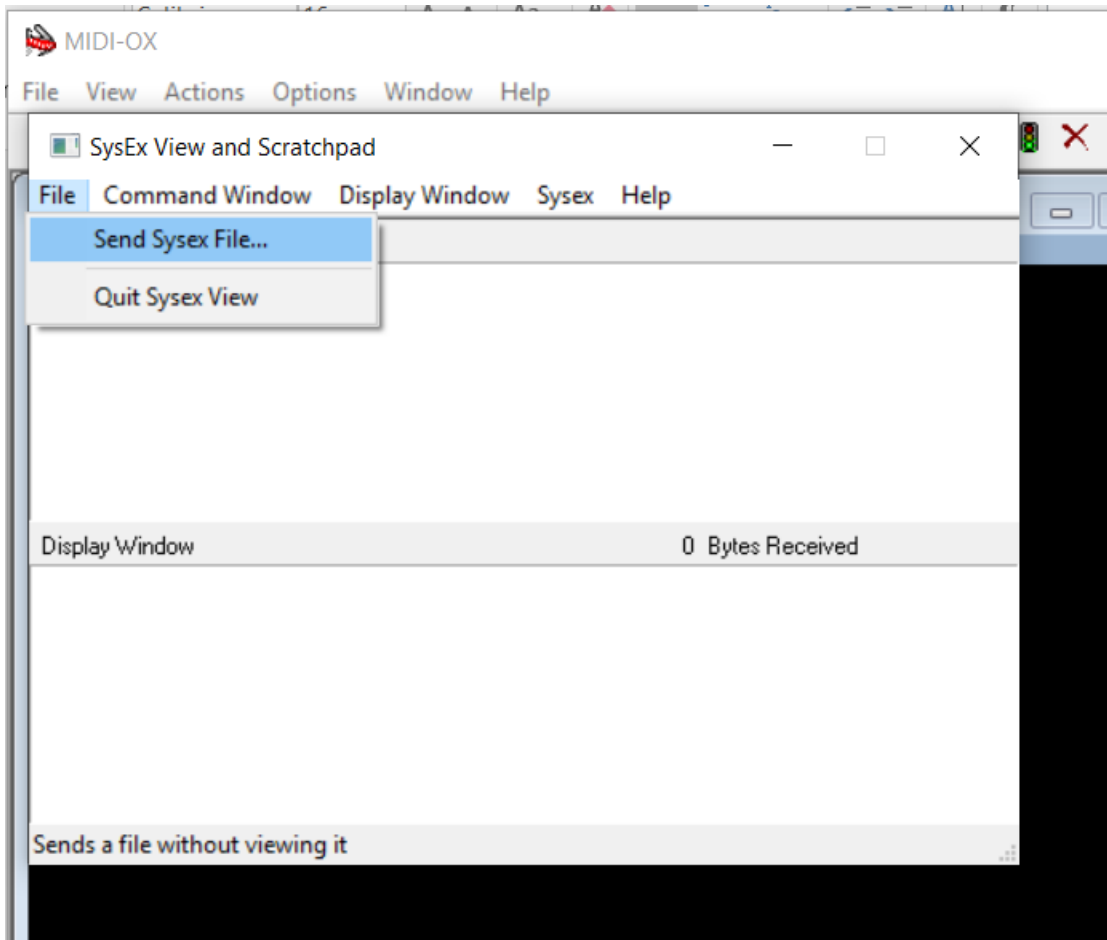 MIDI-OX
File View Actions Options Window Help
SysEx View and Scratchpad
File Command Window Display Window Sysex Help
Send Sysex File...
Quit Sysex View
Display Window 0 Bytes Received
Sends a file without viewing it